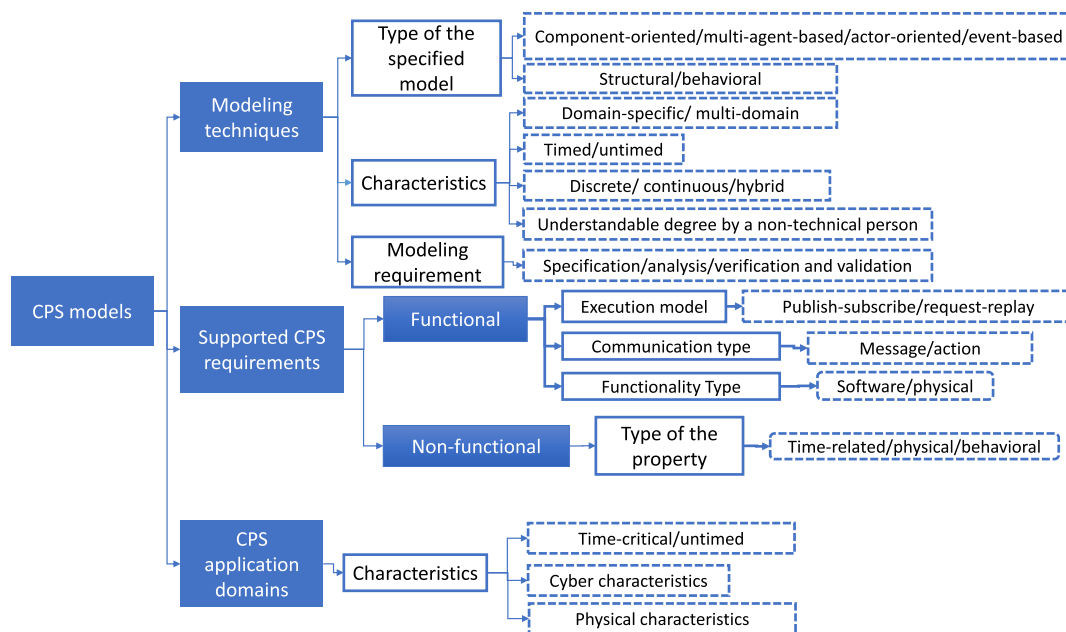 Type of the
specified
model
Component-oriented/multi-agent-based/actor-oriented/event-based
Structural/behavioral
Modeling
techniques
Domain-specific/ multi-domain
Timed/untimed
Characteristics
Discrete/ continuous/hybrid
Understandable degree by a non-technical person
Modeling
requirement
Specification/analysis/verification and validation
CPS models
Supported CPS
requirements
Functional
Execution model
Publish-subscribe/request-replay
Communication type
Message/action
Functionality Type
Software/physical
Non-functional
Type of the
property
Time-related/physical/behavioral
CPS
application
domains
Characteristics
Time-critical/untimed
Cyber characteristics
Physical characteristics